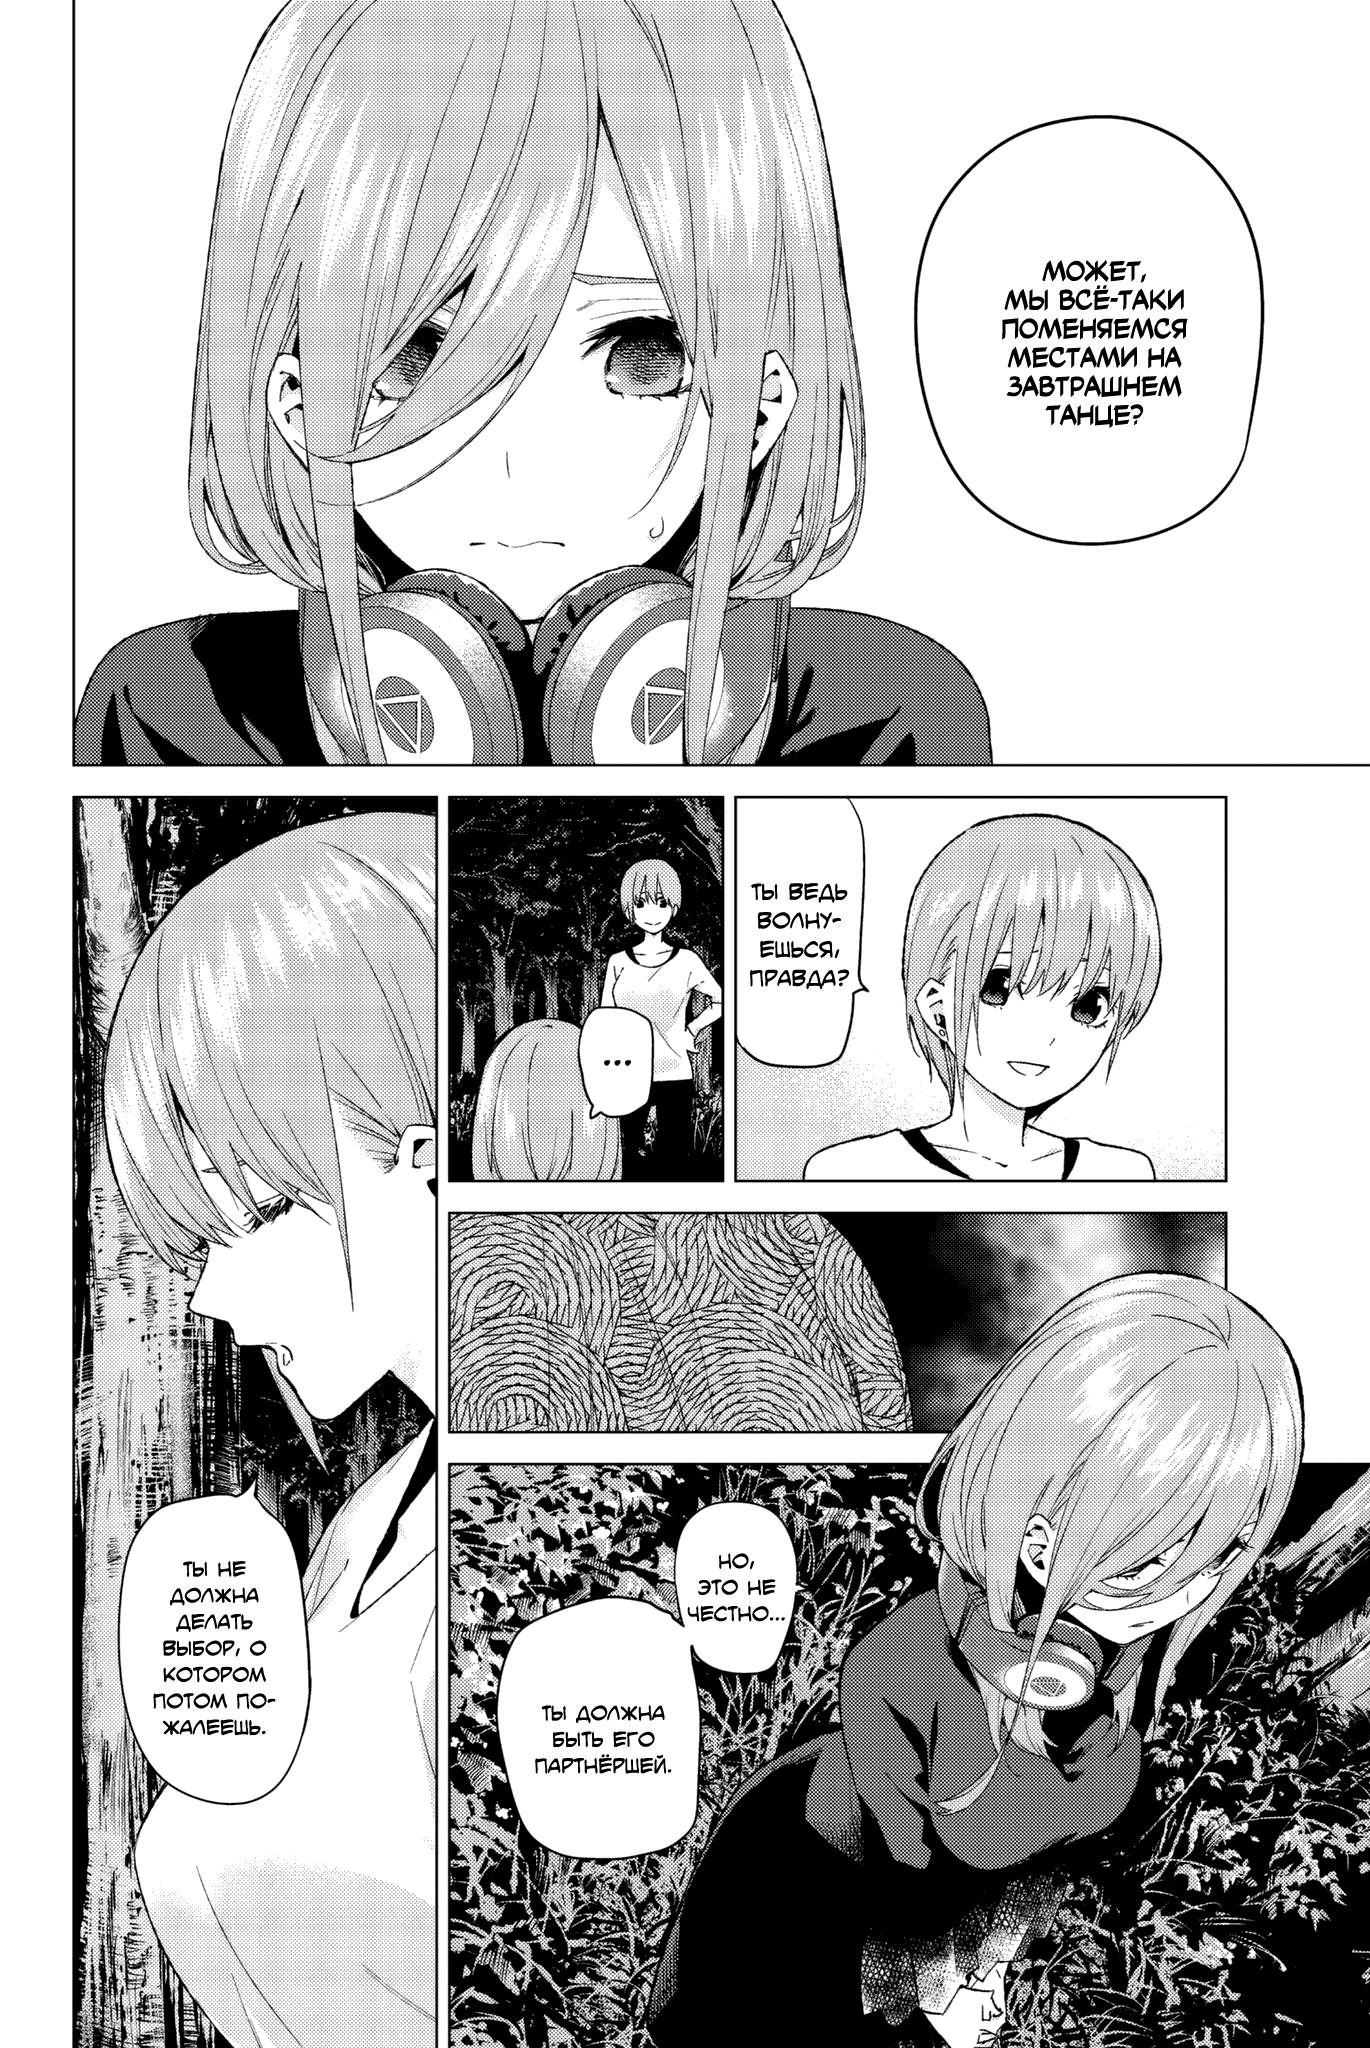 МОЖЕТ,
МЫ ВСЁ-ТАКИ
ПОМЕНЯЕМСЯ
МЕСТАМИ НА
ЗАВТРАШНЕМ
ТАНЦЕ?
ТЫ ВЕДЬ
ВОЛНУ-
ЕШЬСЯ,
ПРАВДА?
...
НО,
ЭТО НЕ
ЧЕСТНО...
ТЫ ДОЛЖНА
БЫТЬ ЕГО
ПАРТНЁРШЕЙ.
ТЫ НЕ
ДОЛЖНА
ДЕЛАТЬ
ВЫБОР, О
КОТОРОМ
ПОТОМ ПО-
ЖАЛЕЕШЬ.